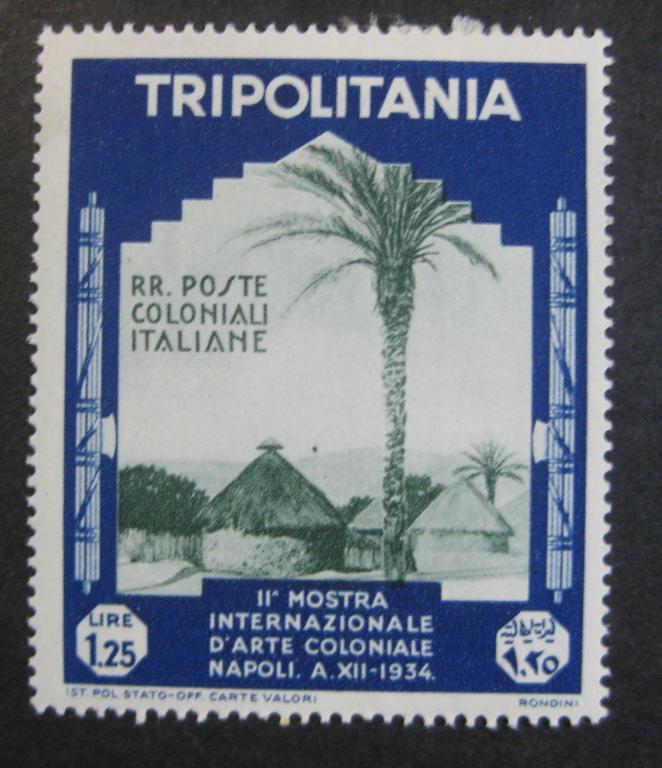 TRIPOLITANIA
RR. POSTE
COLONIALI
ITALIANE
IIª MOSTRA
INTERNAZIONALE
D'ARTE COLONIALE
NAPOLI. A.XII-1934.
LIRE
1.25
١.٢٥
IST. POL. STATO-OFF. CARTE VALORI
RONDINI